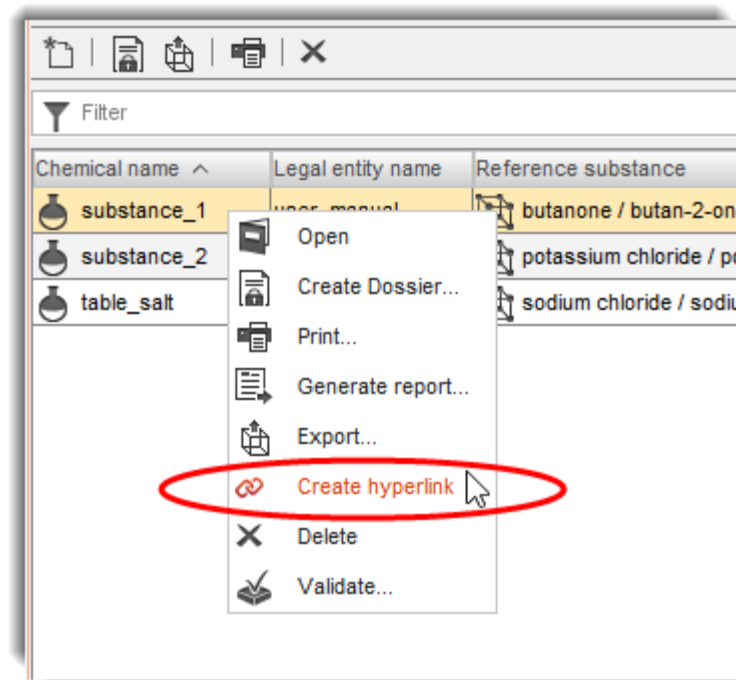 Filter
Chemical name Legal entity name Reference substance
substance_1 user_manual butanone / butan-2-on
substance_2 potassium chloride / po
table_salt sodium chloride / sodiu
Open
Create Dossier...
Print...
Generate report...
Export...
Create hyperlink
Delete
Validate...